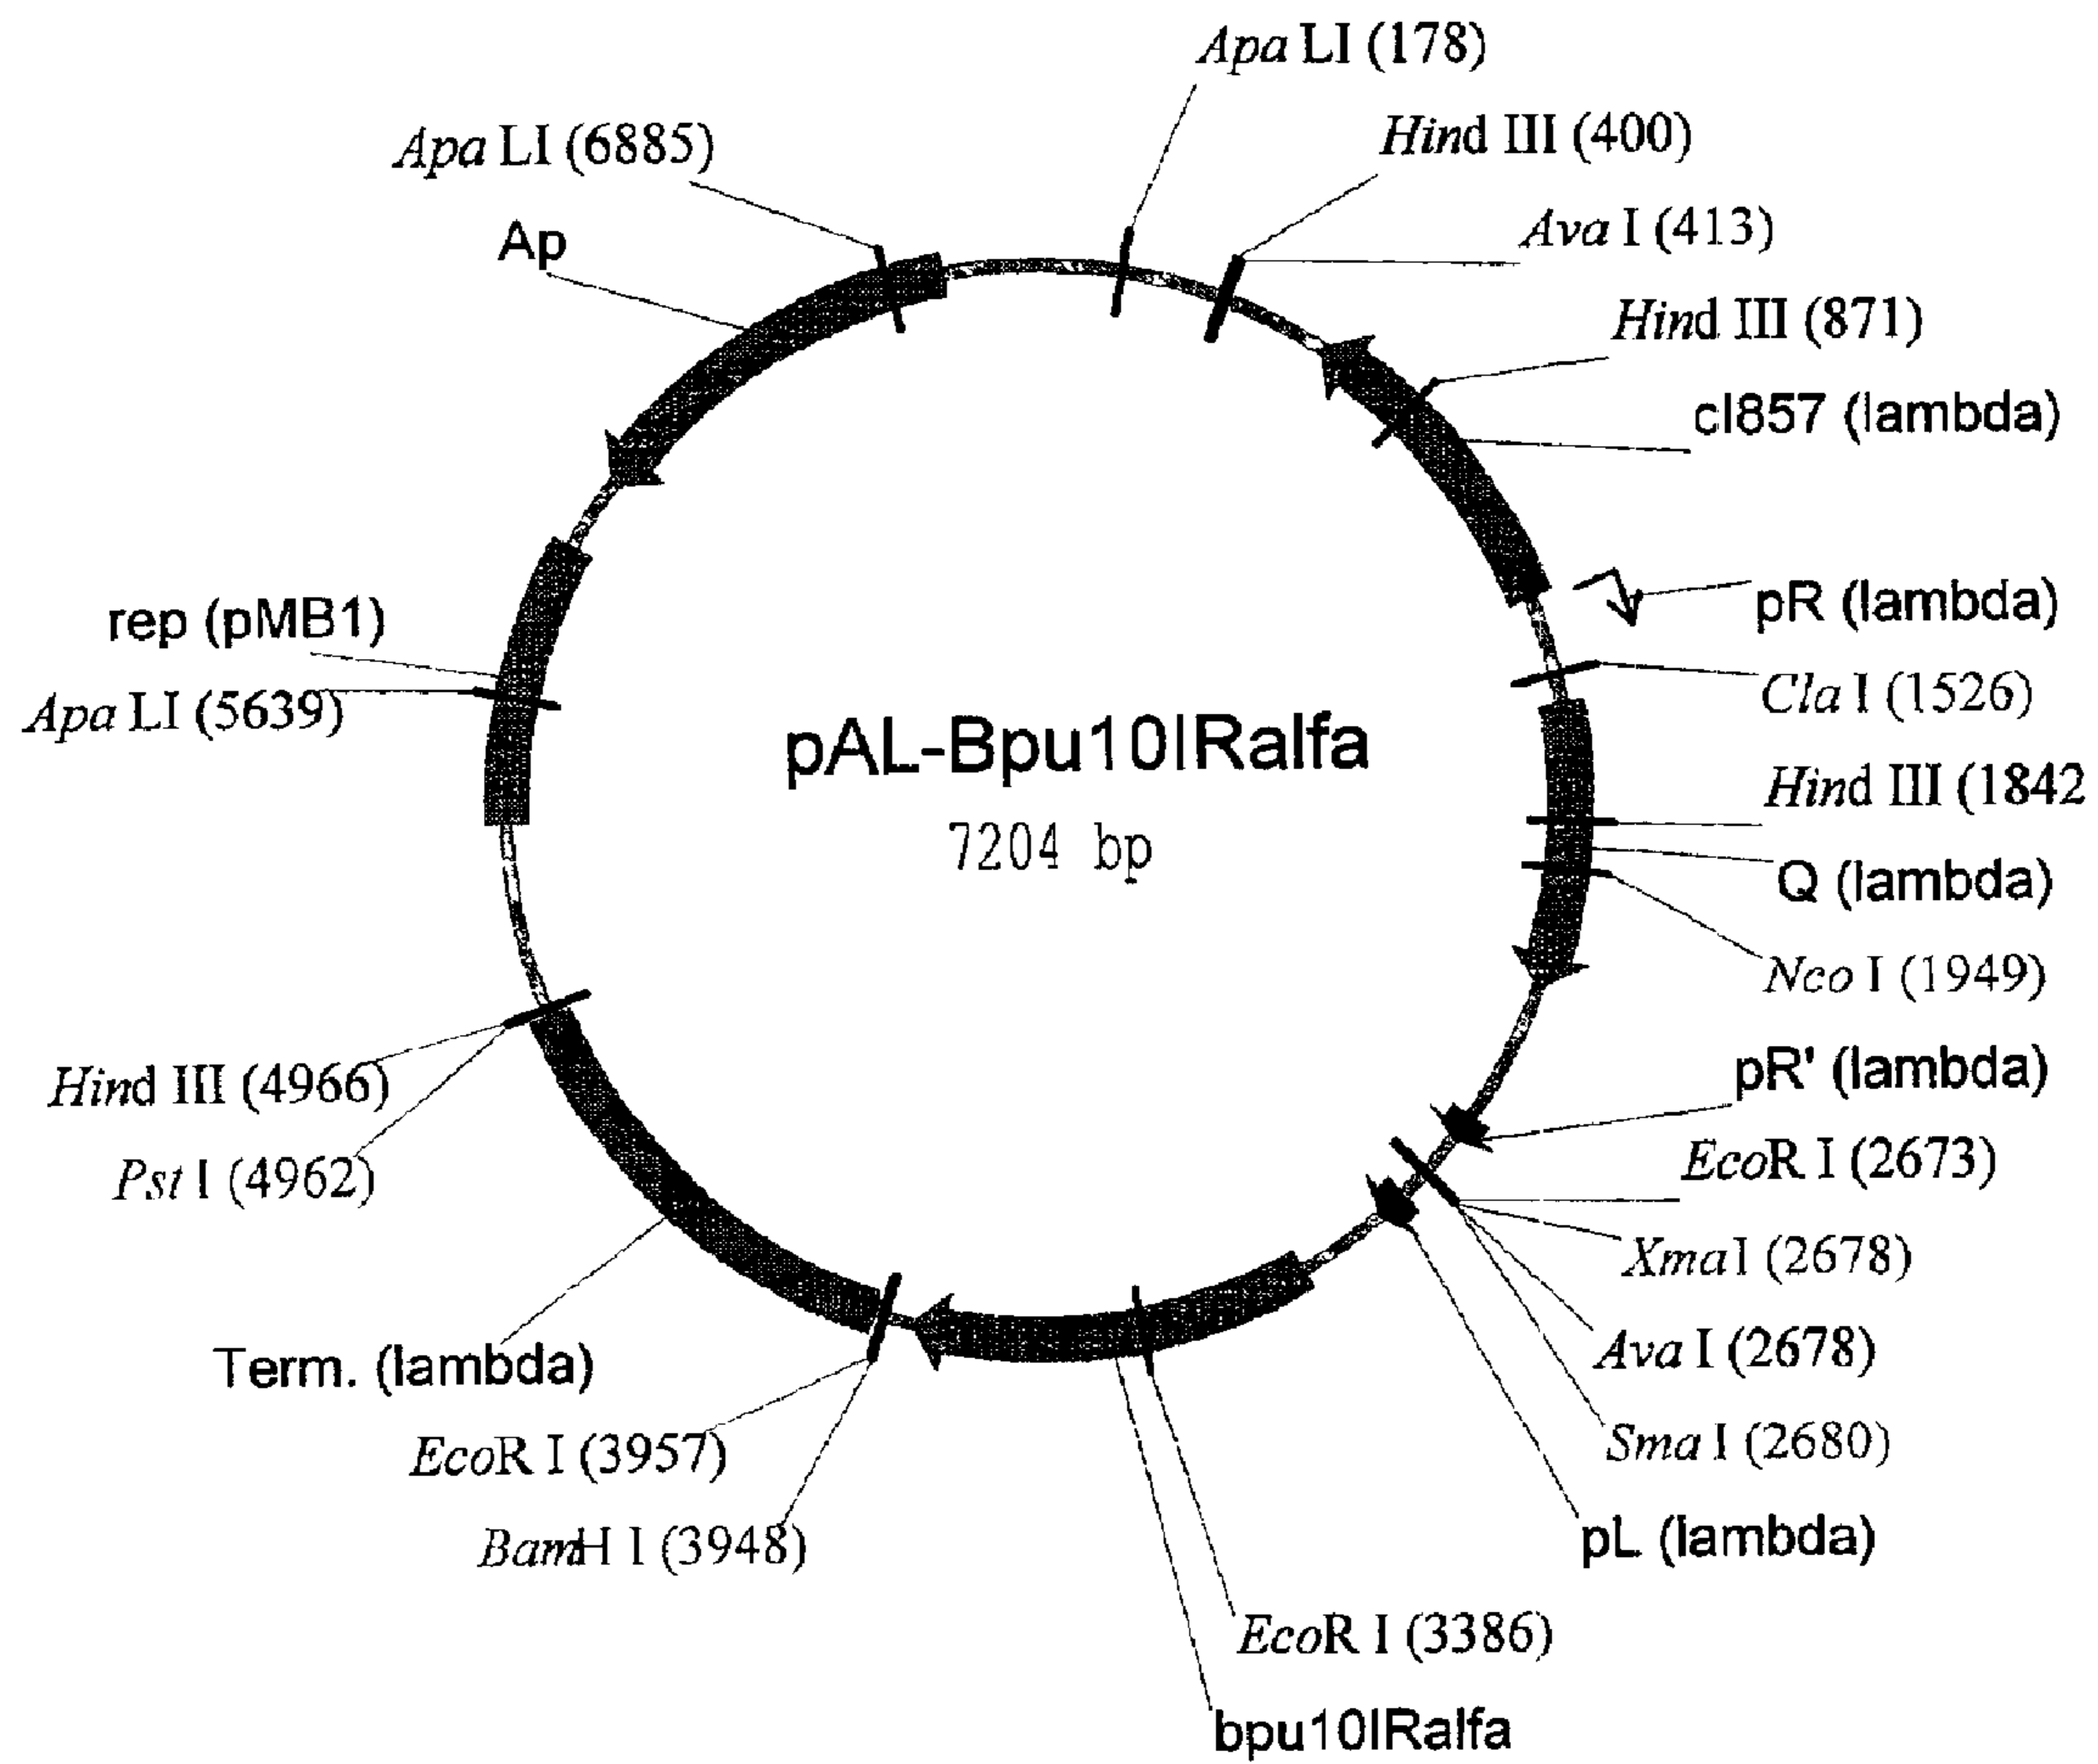 Apa LI (178)
Hind III (400)
Apa LI (6885)
Ava I (413)
Ap
Hind III (871)
cI857 (lambda)
pR (lambda)
rep (pMB1)
Cla I (1526)
Apa LI (5639)
pAL-Bpu10IRalfa
7204 bp
Hind III (1842
Q (lambda)
Nco I (1949)
pR' (lambda)
Hind III (4966)
EcoR I (2673)
Pst I (4962)
Xma I (2678)
Ava I (2678)
Term. (lambda)
EcoR I (3957)
Sma I (2680)
BamH I (3948)
pL (lambda)
EcoR I (3386)
bpu10IRalfa